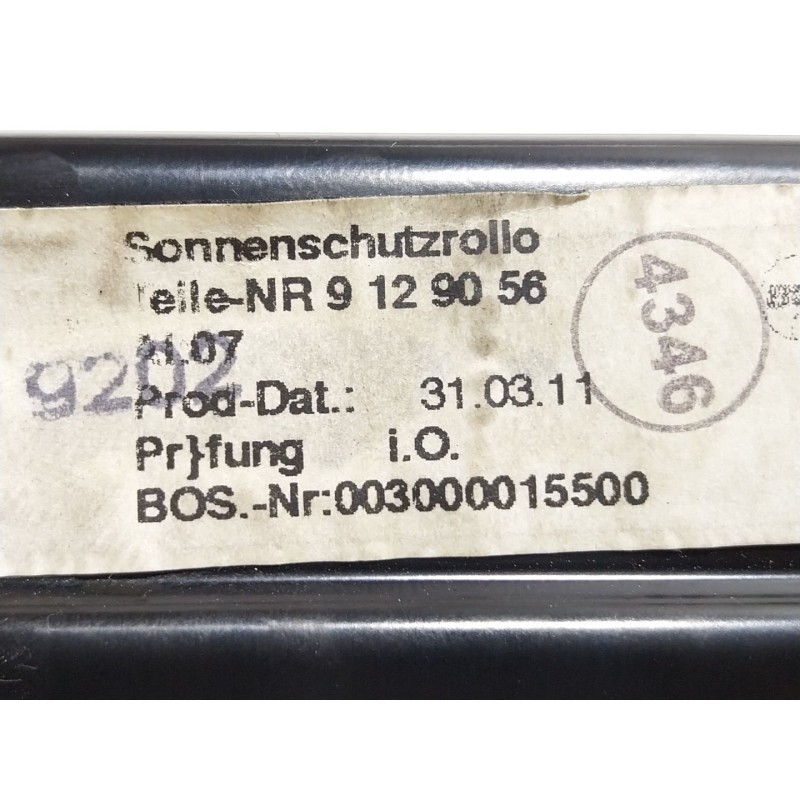 Sonnenschutzrollo
Teile-NR 9 12 90 56
AI.07
9202
Prod-Dat.: 31.03.11
Pr}fung i.O.
BOS.-Nr:003000015500
4346